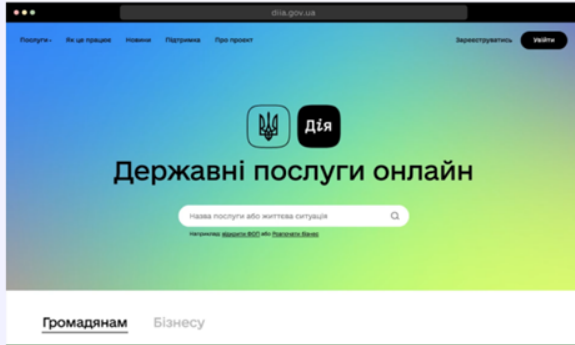 diia.gov.ua
Послуги Як це працює Новини Підтримка Про проєкт Зареєструватись Увійти
Дія
Державні послуги онлайн
Назва послуги або життєва ситуація
Наприклад: відкрити ФОП або Розпочати бізнес
Громадянам Бізнесу